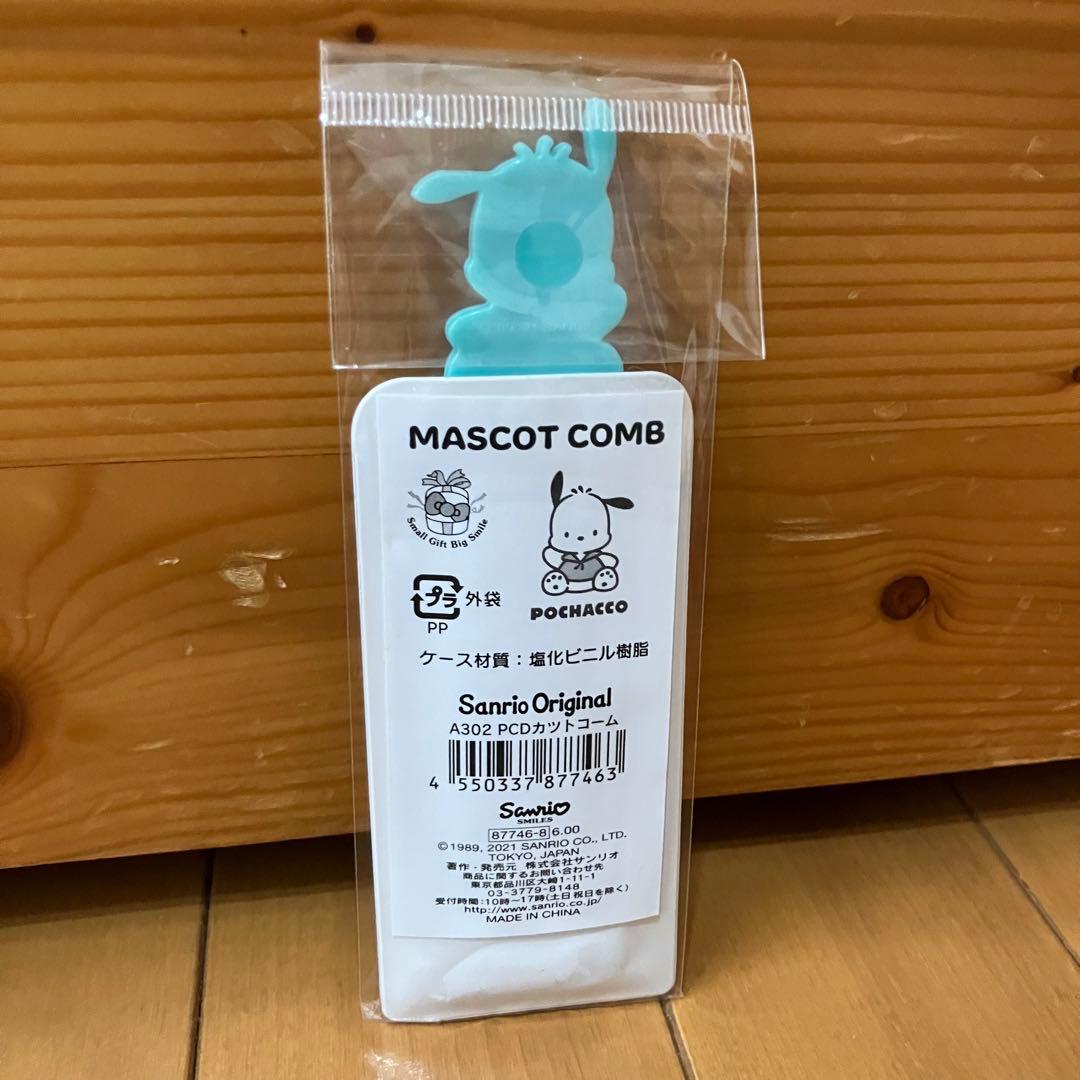 MASCOT COMB
Small Gift Big Smile
POCHACCO
プラ 外袋
PP
ケース材質：塩化ビニル樹脂
Sanrio Original
A302 PCDカツトコーム
4 550337 877463
Sanrio
SMILES
87746-8 6.00
©1989, 2021 SANRIO CO., LTD.
TOKYO, JAPAN
著作・発売元 株式会社サンリオ
商品に関するお問い合わせ先
東京都品川区大崎1-11-1
03-3779-8148
受付時間：10時〜17時(土日祝日を除く)
http://www.sanrio.co.jp/
MADE IN CHINA